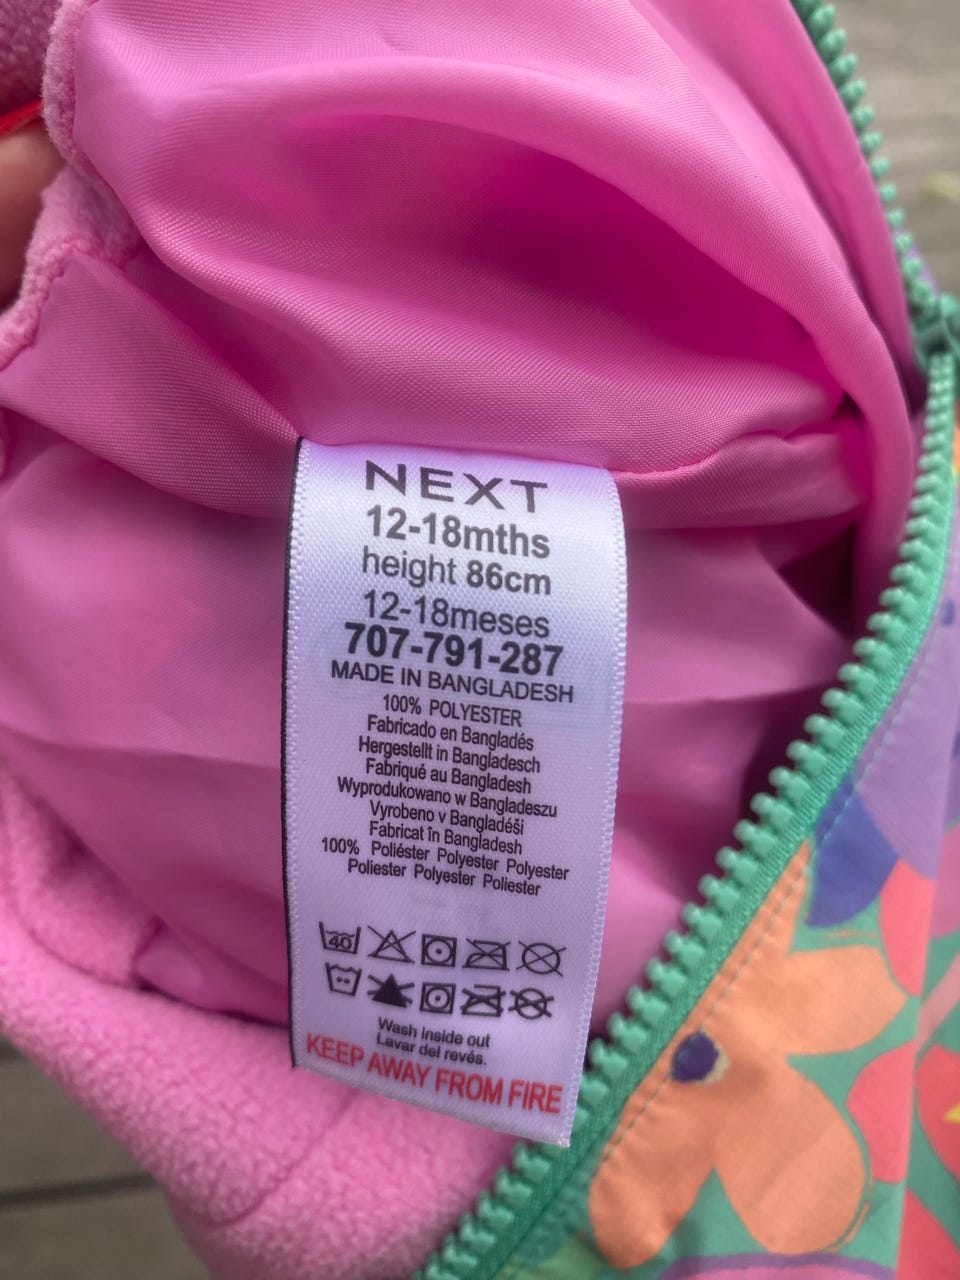 NEXT
12-18mths
height 86cm
12-18meses
707-791-287
MADE IN BANGLADESH
100% POLYESTER
Fabricado en Bangladés
Hergestellt in Bangladesch
Fabriqué au Bangladesh
Wyprodukowano w Bangladeszu
Vyrobeno v Bangladéši
Fabricat în Bangladesh
100% Poliéster Polyester Polyester
Poliester Polyester Poliester
40
Wash inside out
Lavar del revés.
KEEP AWAY FROM FIRE